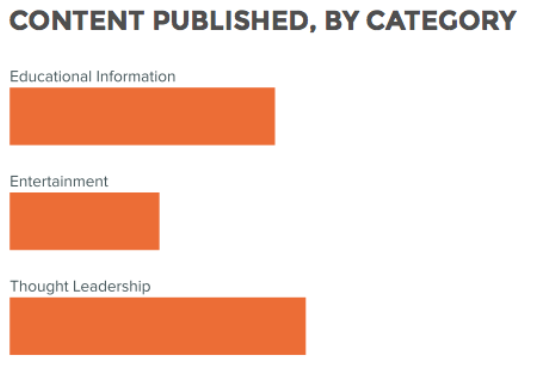 CONTENT PUBLISHED, BY CATEGORY
Educational Information
Entertainment
Thought Leadership